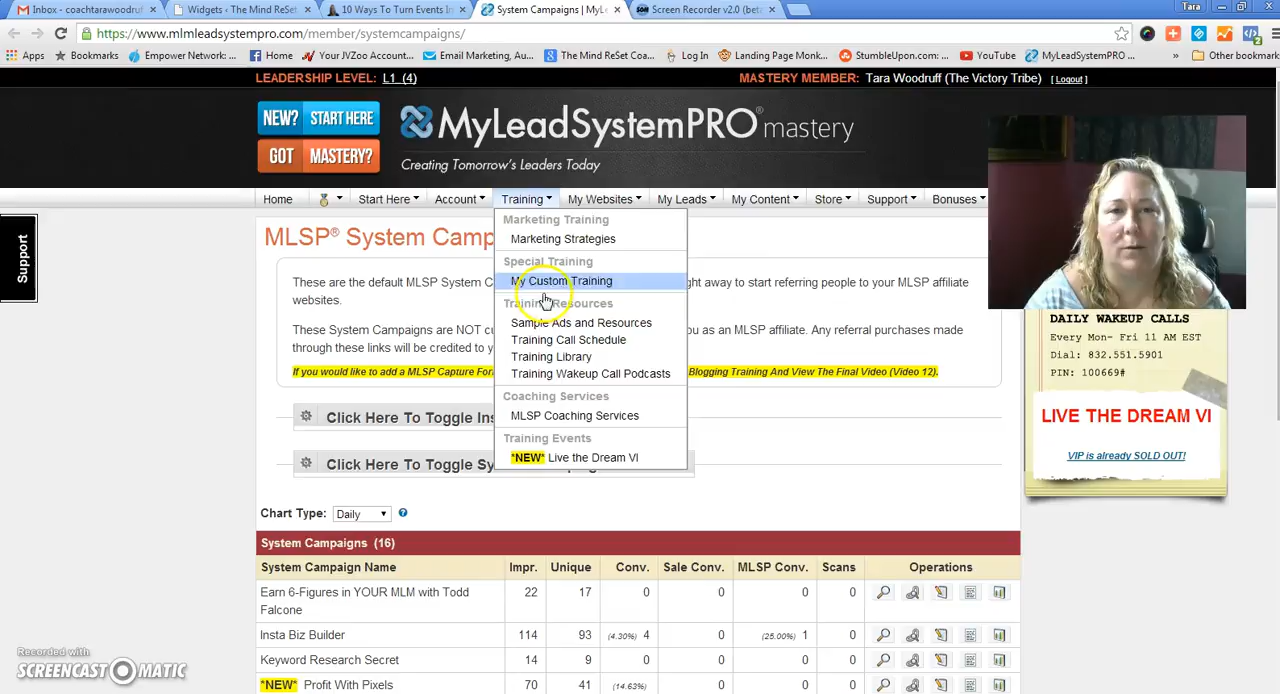 Inbox - coachtarawoodruf
Widgets ‹ The Mind ReSet
10 Ways To Turn Events In
System Campaigns | MyLe
Screen Recorder v2.0 (bet
Tara
https://www.mlmleadsystempro.com/member/systemcampaigns/
Apps
Bookmarks
Empower Network: ...
Home
Your JVZoo Account...
Email Marketing, Au...
The Mind ReSet Coa...
Log In
Landing Page Monk...
StumbleUpon.com: ...
YouTube
MyLeadSystemPRO ...
»
Other bookmark
LEADERSHIP LEVEL: L1 (4)
MASTERY MEMBER: Tara Woodruff (The Victory Tribe) [Logout]
NEW? START HERE
GOT MASTERY?
MyLeadSystemPRO® mastery
Creating Tomorrow's Leaders Today
Home
Start Here
Account
Training
My Websites
My Leads
My Content
Store
Support
Bonuses
Support
MLSP® System Camp
Marketing Training
Marketing Strategies
Special Training
My Custom Training
Training Resources
Sample Ads and Resources
Training Call Schedule
Training Library
Training Wakeup Call Podcasts
Coaching Services
MLSP Coaching Services
Training Events
*NEW* Live the Dream VI
These are the default MLSP System C
ght away to start referring people to your MLSP affiliate
websites.
These System Campaigns are NOT cu
ou as an MLSP affiliate. Any referral purchases made
through these links will be credited to y
If you would like to add a MLSP Capture For
Blogging Training And View The Final Video (Video 12).
Click Here To Toggle Ins
Click Here To Toggle Sy
DAILY WAKEUP CALLS
Every Mon- Fri 11 AM EST
Dial: 832.551.5901
PIN: 100669#
LIVE THE DREAM VI
VIP is already SOLD OUT!
Chart Type: Daily
System Campaigns (16)
System Campaign Name Impr. Unique Conv. Sale Conv. MLSP Conv. Scans Operations
Earn 6-Figures in YOUR MLM with Todd Falcone 22 17 0 0 0 0
Insta Biz Builder 114 93 (4.30%) 4 0 (25.00%) 1 0
Keyword Research Secret 14 9 0 0 0 0
*NEW* Profit With Pixels 70 41 (14.63%) 0 0 0
Recorded with
SCREENCAST-O-MATIC